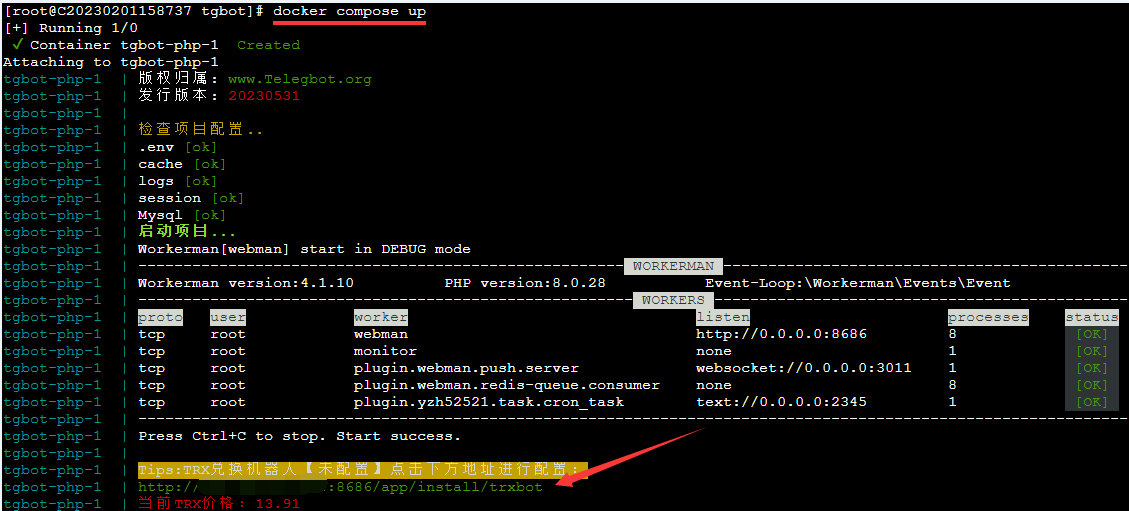 [root@C20230201158737 tgbot]# docker compose up
[+] Running 1/0
✓ Container tgbot-php-1 Created
Attaching to tgbot-php-1
tgbot-php-1 | 版权归属: www.Telegbot.org
tgbot-php-1 | 发行版本: 20230531
tgbot-php-1 |
tgbot-php-1 | 检查项目配置..
tgbot-php-1 | .env [ok]
tgbot-php-1 | cache [ok]
tgbot-php-1 | logs [ok]
tgbot-php-1 | session [ok]
tgbot-php-1 | Mysql [ok]
tgbot-php-1 | 启动项目...
tgbot-php-1 | Workerman[webman] start in DEBUG mode
tgbot-php-1 | WORKERMAN
tgbot-php-1 | Workerman version:4.1.10 PHP version:8.0.28 Event-Loop:\Workerman\Events\Event
tgbot-php-1 | WORKERS
tgbot-php-1 | proto user worker listen processes status
tgbot-php-1 | tcp root webman http://0.0.0.0:8686 8 [OK]
tgbot-php-1 | tcp root monitor none 1 [OK]
tgbot-php-1 | tcp root plugin.webman.push.server websocket://0.0.0.0:3011 1 [OK]
tgbot-php-1 | tcp root plugin.webman.redis-queue.consumer none 8 [OK]
tgbot-php-1 | tcp root plugin.yzh52521.task.cron_task text://0.0.0.0:2345 1 [OK]
tgbot-php-1 |
tgbot-php-1 | Press Ctrl+C to stop. Start success.
tgbot-php-1 |
tgbot-php-1 | Tips:TRX兑换机器人【未配置】点击下方地址进行配置:
tgbot-php-1 | http:// :8686/app/install/trxbot
tgbot-php-1 | 当前TRX价格: 13.91